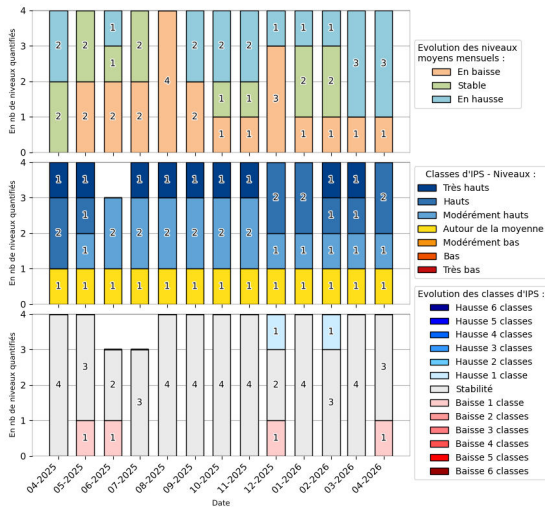 En nb de niveaux quantifiés
4
3
2
1
0
1 1 1 1
2 2 2 2 2 2
3 3
4 2 2
1 1 1 3
2 2 2 2 2
1 1 1 1 1 1
Evolution des niveaux
moyens mensuels :
En baisse
Stable
En hausse
En nb de niveaux quantifiés
4
3
2
1
0
1 1 1 1 1 1 1 1 1
2 2 2
1 1 1
2 2 2 2 2 2 2
1 1 1 1 1 1
1 1 1 1 1 1 1 1 1 1 1 1 1
Classes d'IPS - Niveaux :
Très hauts
Hauts
Modérément hauts
Autour de la moyenne
Modérément bas
Bas
Très bas
En nb de niveaux quantifiés
4
3
2
1
0
1 1
3 3
4 2 4 4 4 4 2 4 4
3 3
1 1 1 1
Evolution des classes d'IPS :
Hausse 6 classes
Hausse 5 classes
Hausse 4 classes
Hausse 3 classes
Hausse 2 classes
Hausse 1 classe
Stabilité
Baisse 1 classe
Baisse 2 classes
Baisse 3 classes
Baisse 4 classes
Baisse 5 classes
Baisse 6 classes
04-2025 05-2025 06-2025 07-2025 08-2025 09-2025 10-2025 11-2025 12-2025 01-2026 02-2026 03-2026 04-2026
Date